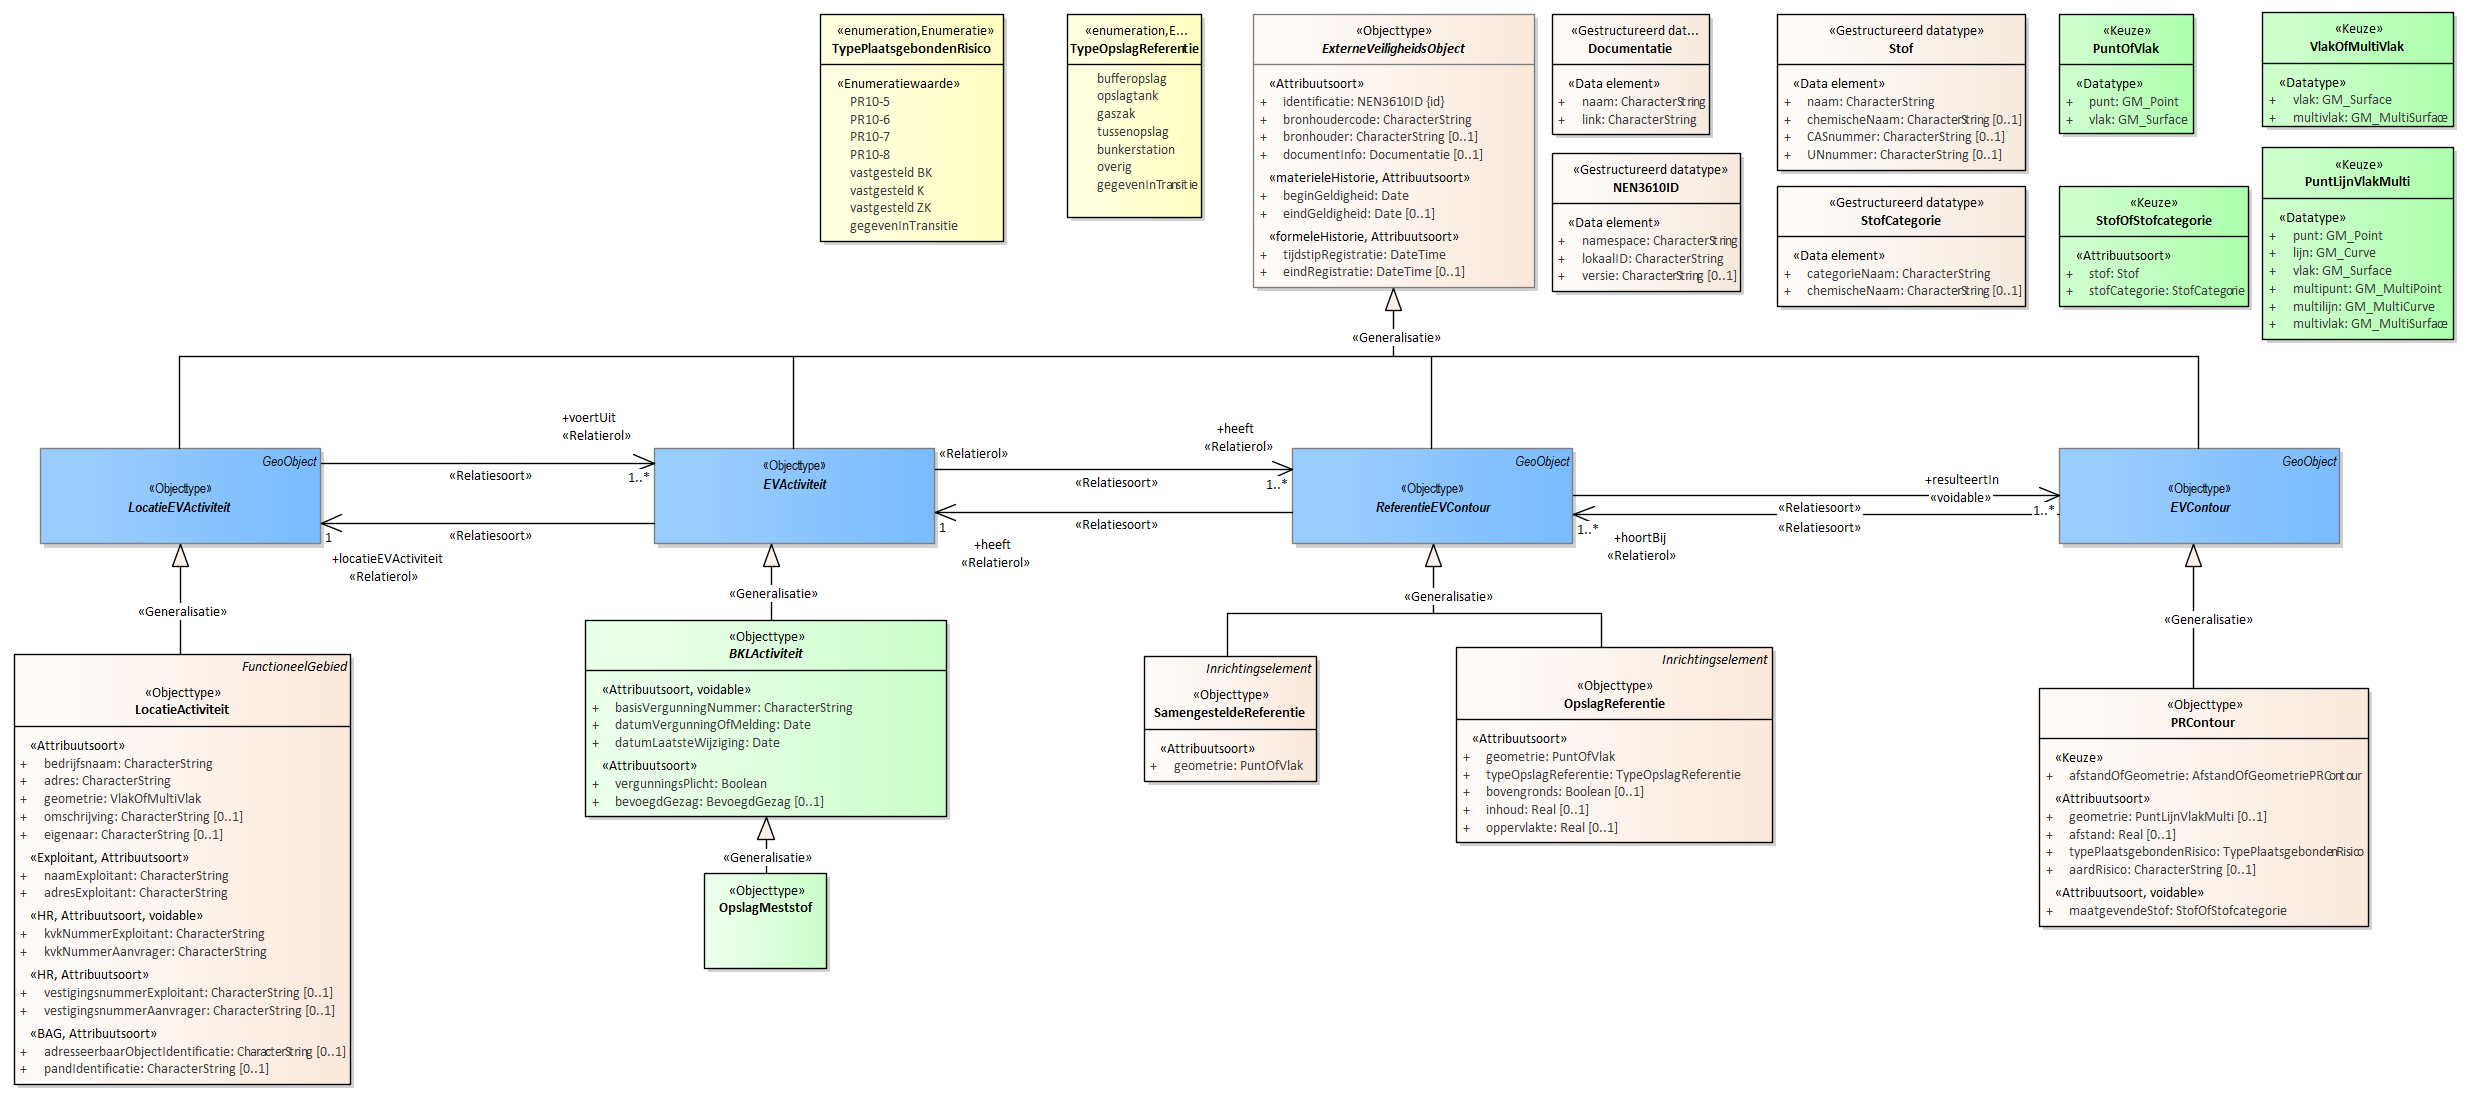 «enumeration,Enumeratie»
TypePlaatsgebondenRisico
«Enumeratiewaarde»
PR10-5
PR10-6
PR10-7
PR10-8
vastgesteld BK
vastgesteld K
vastgesteld ZK
gegevenInTransitie
«enumeration,E...
TypeOpslagReferentie
bufferopslag
opslagtank
gaszak
tussenopslag
bunkerstation
overig
gegevenInTransitie
«Objecttype»
ExterneVeiligheidsObject
«Attribuutsoort»
+ identificatie: NEN3610ID {id}
+ bronhoudercode: CharacterString
+ bronhouder: CharacterString [0..1]
+ documentInfo: Documentatie [0..1]
«materieleHistorie, Attribuutsoort»
+ beginGeldigheid: Date
+ eindGeldigheid: Date [0..1]
«formeleHistorie, Attribuutsoort»
+ tijdstipRegistratie: DateTime
+ eindRegistratie: DateTime [0..1]
«Gestructureerd dat...
Documentatie
«Data element»
+ naam: CharacterString
+ link: CharacterString
«Gestructureerd datatype»
NEN3610ID
«Data element»
+ namespace: CharacterString
+ lokaalID: CharacterString
+ versie: CharacterString [0..1]
«Gestructureerd datatype»
Stof
«Data element»
+ naam: CharacterString
+ chemischeNaam: CharacterString [0..1]
+ CASnummer: CharacterString [0..1]
+ UNnummer: CharacterString [0..1]
«Gestructureerd datatype»
StofCategorie
«Data element»
+ categorieNaam: CharacterString
+ chemischeNaam: CharacterString [0..1]
«Keuze»
PuntOfVlak
«Datatype»
+ punt: GM_Point
+ vlak: GM_Surface
«Keuze»
StofOfStofcategorie
«Attribuutsoort»
+ stof: Stof
+ stofCategorie: StofCategorie
«Keuze»
VlakOfMultiVlak
«Datatype»
+ vlak: GM_Surface
+ multivlak: GM_MultiSurface
«Keuze»
PuntLijnVlakMulti
«Datatype»
+ punt: GM_Point
+ lijn: GM_Curve
+ vlak: GM_Surface
+ multipunt: GM_MultiPoint
+ multilijn: GM_MultiCurve
+ multivlak: GM_MultiSurface
«Generalisatie»
GeoObject
«Objecttype»
LocatieEVActiviteit
+voertUit
«Relatierol»
«Relatiesoort»
1..*
«Relatiesoort»
1
+locatieEVActiviteit
«Relatierol»
«Objecttype»
EVActiviteit
«Relatierol»
+heeft
«Relatierol»
«Relatiesoort»
1..*
«Relatiesoort»
1
+heeft
«Relatierol»
GeoObject
«Objecttype»
ReferentieEVContour
+resulteertIn
«voidable»
«Relatiesoort»
1..*
«Relatiesoort»
1..*
+hoortBij
«Relatierol»
GeoObject
«Objecttype»
EVContour
«Generalisatie»
«Generalisatie»
«Generalisatie»
«Generalisatie»
FunctioneelGebied
«Objecttype»
LocatieActiviteit
«Attribuutsoort»
+ bedrijfsnaam: CharacterString
+ adres: CharacterString
+ geometrie: VlakOfMultiVlak
+ omschrijving: CharacterString [0..1]
+ eigenaar: CharacterString [0..1]
«Exploitant, Attribuutsoort»
+ naamExploitant: CharacterString
+ adresExploitant: CharacterString
«HR, Attribuutsoort, voidable»
+ kvkNummerExploitant: CharacterString
+ kvkNummerAanvrager: CharacterString
«HR, Attribuutsoort»
+ vestigingsnummerExploitant: CharacterString [0..1]
+ vestigingsnummerAanvrager: CharacterString [0..1]
«BAG, Attribuutsoort»
+ adresseerbaarObjectIdentificatie: CharacterString [0..1]
+ pandIdentificatie: CharacterString [0..1]
«Objecttype»
BKLActiviteit
«Attribuutsoort, voidable»
+ basisVergunningNummer: CharacterString
+ datumVergunningOfMelding: Date
+ datumLaatsteWijziging: Date
«Attribuutsoort»
+ vergunningsPlicht: Boolean
+ bevoegdGezag: BevoegdGezag [0..1]
«Generalisatie»
«Objecttype»
OpslagMeststof
Inrichtingselement
«Objecttype»
SamengesteldeReferentie
«Attribuutsoort»
+ geometrie: PuntOfVlak
Inrichtingselement
«Objecttype»
OpslagReferentie
«Attribuutsoort»
+ geometrie: PuntOfVlak
+ typeOpslagReferentie: TypeOpslagReferentie
+ bovengronds: Boolean [0..1]
+ inhoud: Real [0..1]
+ oppervlakte: Real [0..1]
«Objecttype»
PRContour
«Keuze»
+ afstandOfGeometrie: AfstandOfGeometriePRContour
«Attribuutsoort»
+ geometrie: PuntLijnVlakMulti [0..1]
+ afstand: Real [0..1]
+ typePlaatsgebondenRisico: TypePlaatsgebondenRisico
+ aardRisico: CharacterString [0..1]
«Attribuutsoort, voidable»
+ maatgevendeStof: StofOfStofcategorie